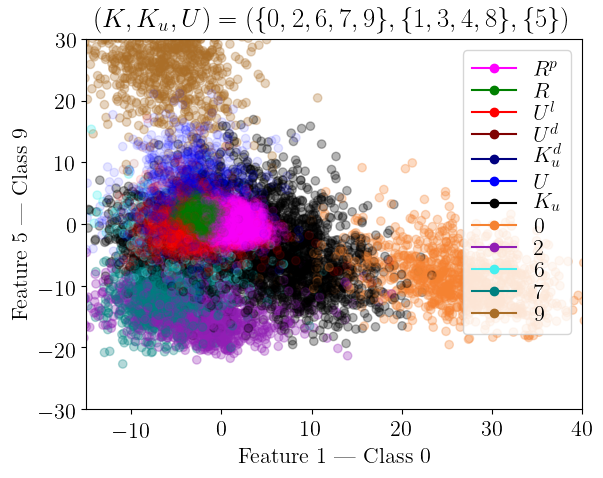 (K, K_u, U) = ({0, 2, 6, 7, 9}, {1, 3, 4, 8}, {5})
30
20
10
0
−10
−20
−30
Feature 5 — Class 9
R^p
R
U^l
U^d
K_u^d
U
K_u
0
2
6
7
9
−10
0
10
20
30
40
Feature 1 — Class 0